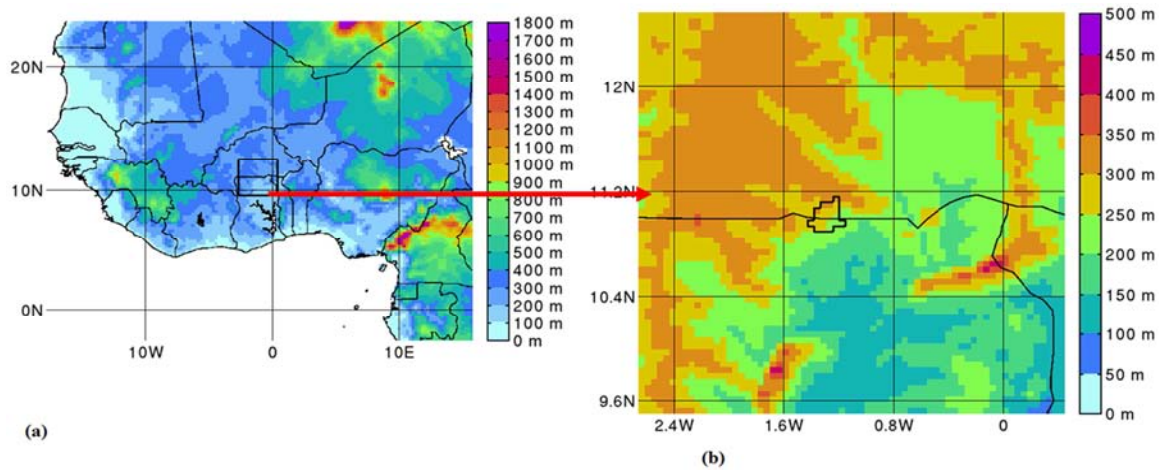 20N
10N
0N
10W
0
10E
1800 m
1700 m
1600 m
1500 m
1400 m
1300 m
1200 m
1100 m
1000 m
900 m
800 m
700 m
600 m
500 m
400 m
300 m
200 m
100 m
0 m
(a)
12N
11.2N
10.4N
9.6N
2.4W
1.6W
0.8W
0
500 m
450 m
400 m
350 m
300 m
250 m
200 m
150 m
100 m
50 m
0 m
(b)